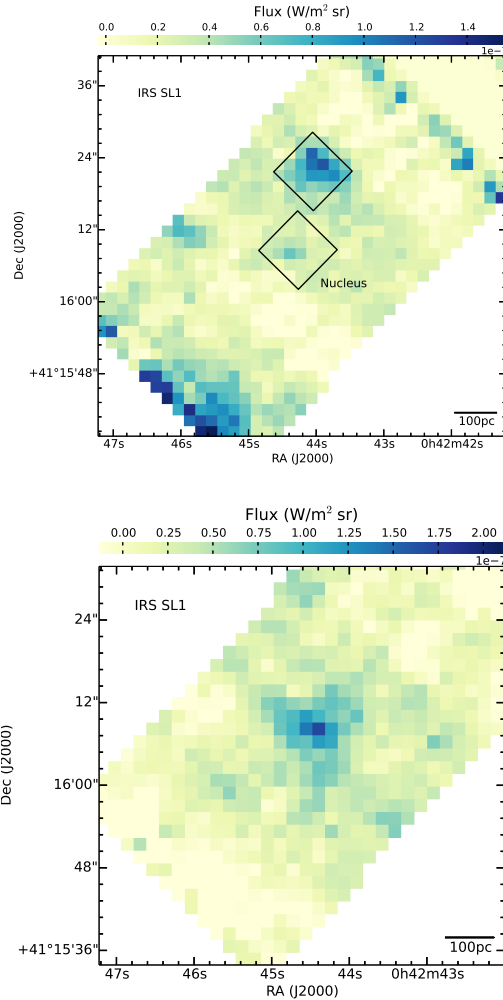 Flux (W/m² sr)
0.0 0.2 0.4 0.6 0.8 1.0 1.2 1.4
1e−
IRS SL1
36"
24"
12"
Nucleus
16'00"
+41°15'48"
100pc
47s 46s 45s 44s 43s 0h42m42s
Dec (J2000)
RA (J2000)
Flux (W/m² sr)
0.00 0.25 0.50 0.75 1.00 1.25 1.50 1.75 2.00
1e−7
IRS SL1
24"
12"
16'00"
48"
+41°15'36"
100pc
47s 46s 45s 44s 0h42m43s
Dec (J2000)
RA (J2000)